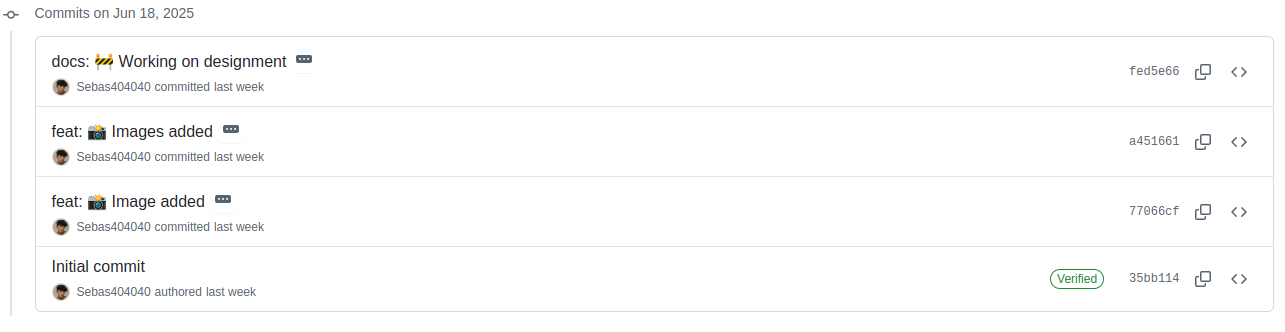 Commits on Jun 18, 2025
docs: 🚧 Working on designment
Sebas404040 committed last week
fed5e66
feat: 📸 Images added
Sebas404040 committed last week
a451661
feat: 📸 Image added
Sebas404040 committed last week
77066cf
Initial commit
Sebas404040 authored last week
Verified 35bb114